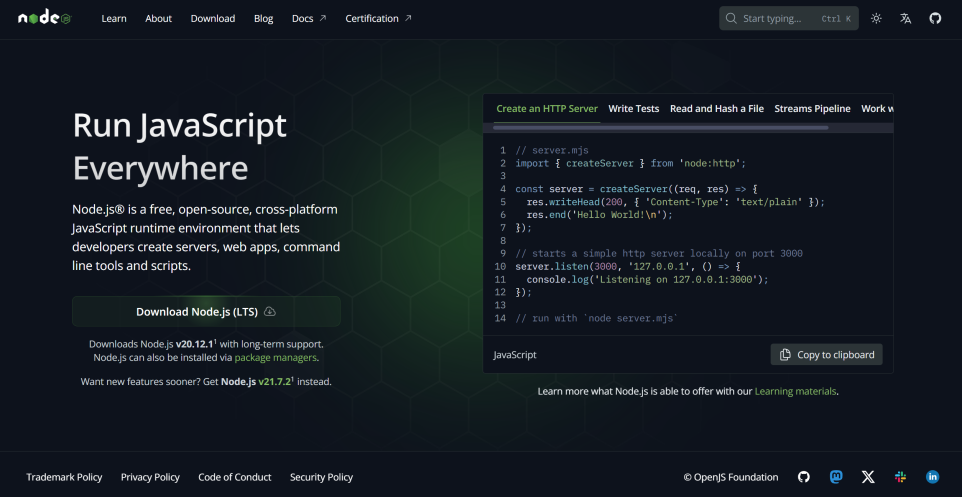 node JS
Learn About Download Blog Docs ↗ Certification ↗ Start typing... Ctrl K
Run JavaScript
Everywhere
Node.js® is a free, open-source, cross-platform
JavaScript runtime environment that lets
developers create servers, web apps, command
line tools and scripts.
Download Node.js (LTS)
Downloads Node.js v20.12.1¹ with long-term support.
Node.js can also be installed via package managers.
Want new features sooner? Get Node.js v21.7.2¹ instead.
Create an HTTP Server Write Tests Read and Hash a File Streams Pipeline Work w
1 // server.mjs
2 import { createServer } from 'node:http';
3
4 const server = createServer((req, res) => {
5   res.writeHead(200, { 'Content-Type': 'text/plain' });
6   res.end('Hello World!\n');
7 });
8
9 // starts a simple http server locally on port 3000
10 server.listen(3000, '127.0.0.1', () => {
11   console.log('Listening on 127.0.0.1:3000');
12 });
13
14 // run with `node server.mjs`
JavaScript Copy to clipboard
Learn more what Node.js is able to offer with our Learning materials.
Trademark Policy Privacy Policy Code of Conduct Security Policy © OpenJS Foundation